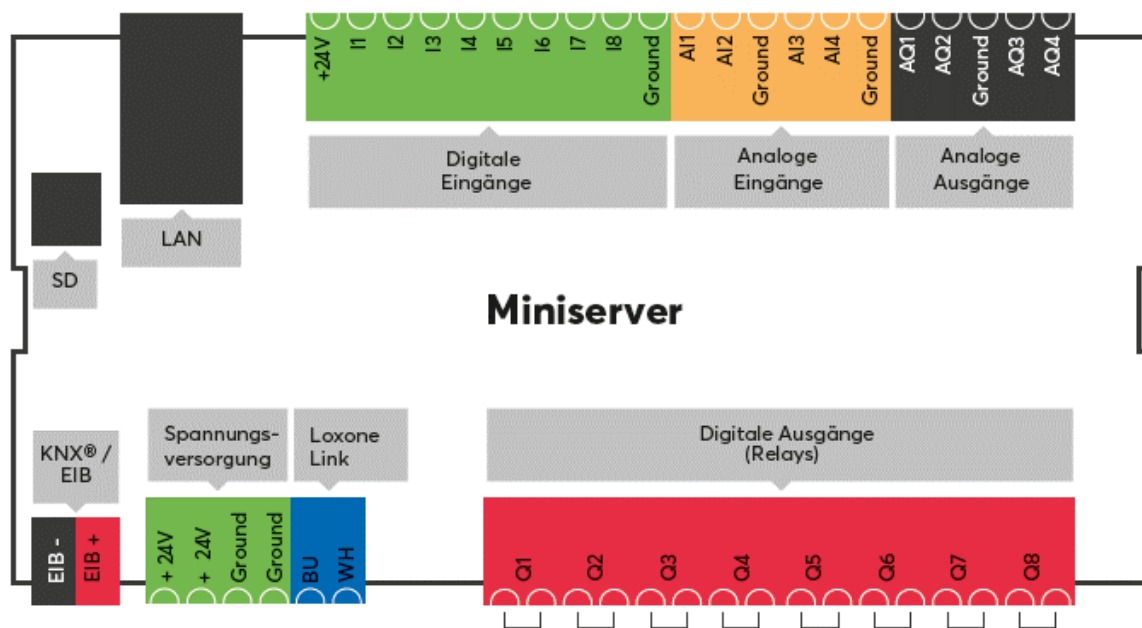 +24V
I1
I2
I3
I4
I5
I6
I7
I8
Ground
AI1
AI2
Ground
AI3
AI4
Ground
AQ1
AQ2
Ground
AQ3
AQ4
Digitale
Eingänge
Analoge
Eingänge
Analoge
Ausgänge
LAN
SD
Miniserver
KNX® /
EIB
Spannungs-
versorgung
Loxone
Link
Digitale Ausgänge
(Relays)
EIB -
EIB +
+ 24V
+ 24V
Ground
Ground
BU
WH
Q1
Q2
Q3
Q4
Q5
Q6
Q7
Q8